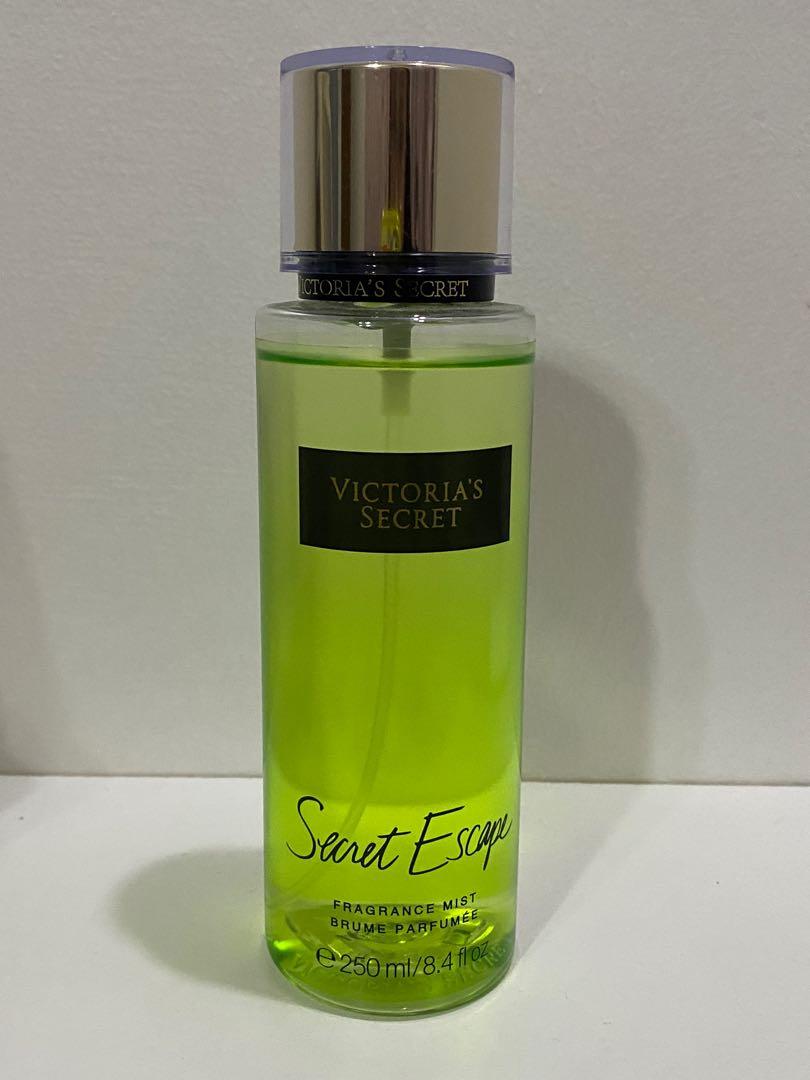 VICTORIA'S SECRET
VICTORIA'S
SECRET
Secret Escape
FRAGRANCE MIST
BRUME PARFUMÉE
℮ 250 ml/8.4 fl oz